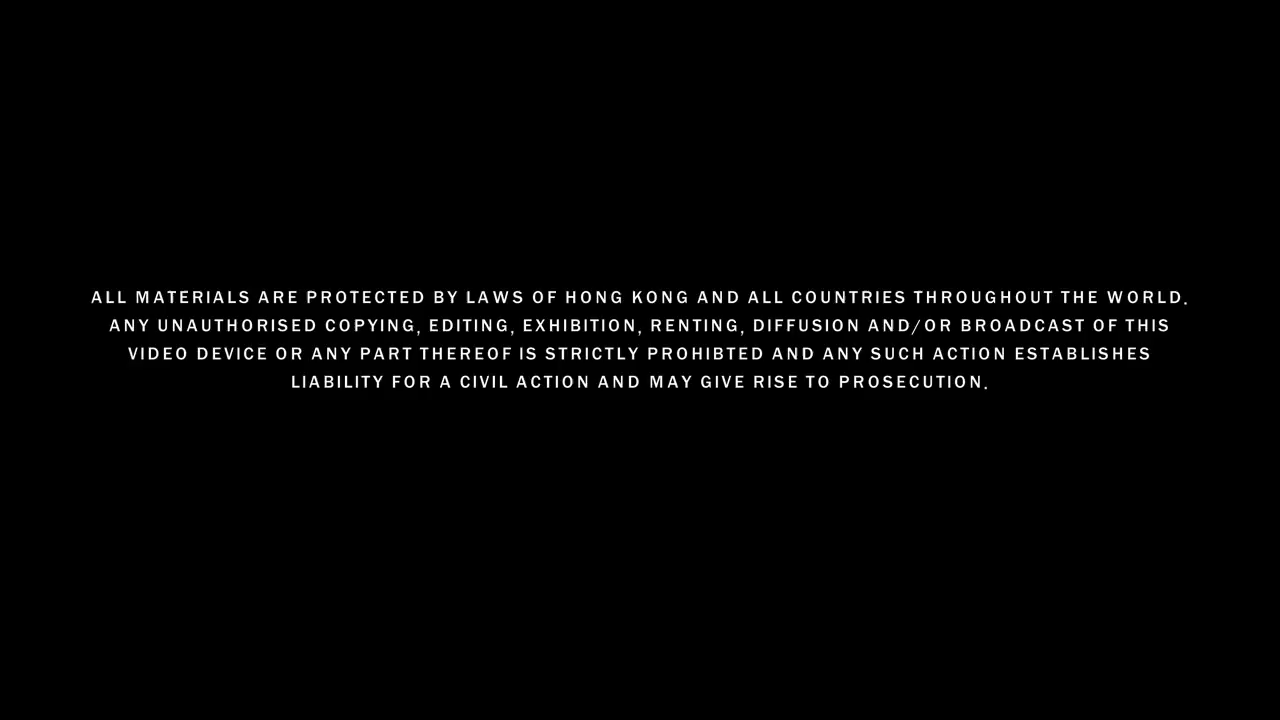 ALL MATERIALS ARE PROTECTED BY LAWS OF HONG KONG AND ALL COUNTRIES THROUGHOUT THE WORLD.
ANY UNAUTHORISED COPYING, EDITING, EXHIBITION, RENTING, DIFFUSION AND/OR BROADCAST OF THIS
VIDEO DEVICE OR ANY PART THEREOF IS STRICTLY PROHIBTED AND ANY SUCH ACTION ESTABLISHES
LIABILITY FOR A CIVIL ACTION AND MAY GIVE RISE TO PROSECUTION.